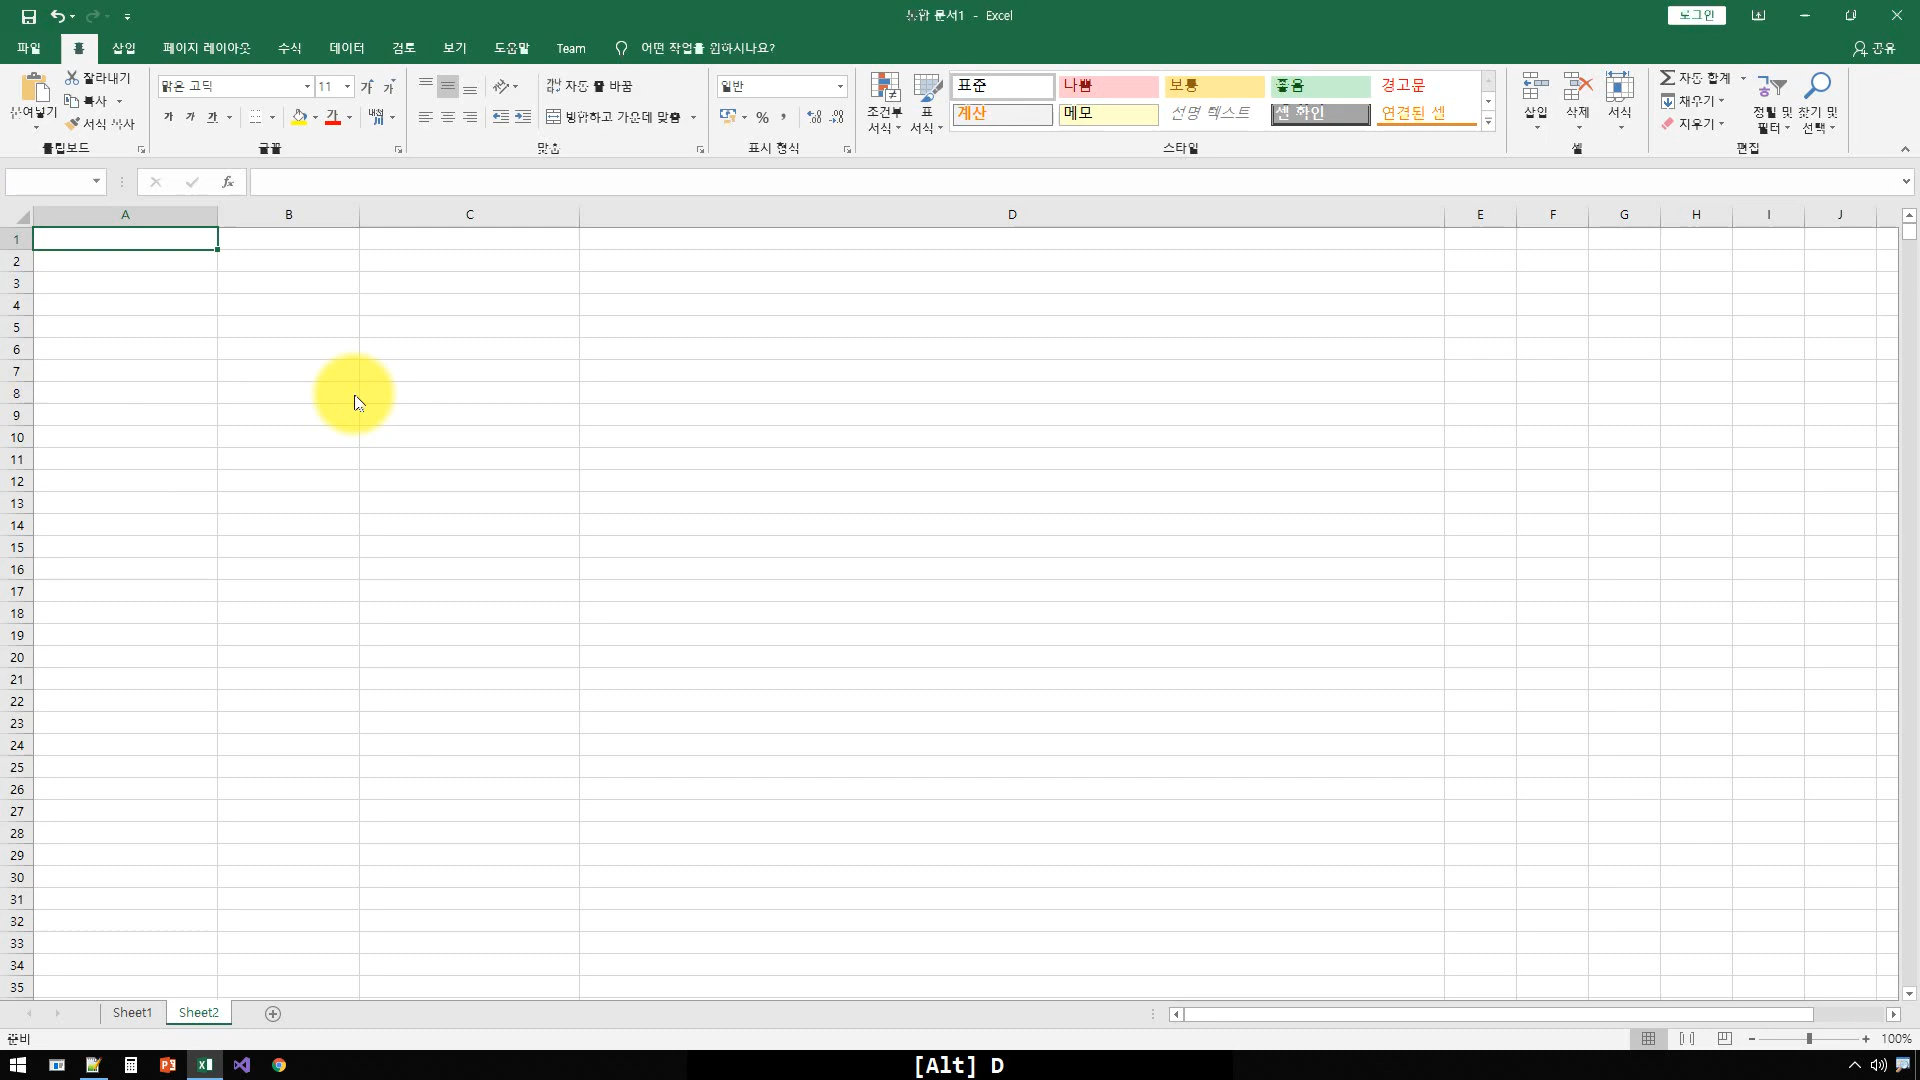 통합 문서1 - Excel
로그인
파일 홈 삽입 페이지 레이아웃 수식 데이터 검토 보기 도움말 Team 어떤 작업을 원하시나요? 공유
붙여넣기 잘라내기 복사 서식 복사
클립보드
맑은 고딕 11
가 가 가 가 가
글꼴
자동 줄 바꿈
병합하고 가운데 맞춤
맞춤
일반
%
표시 형식
조건부 서식 표 서식
표준 나쁨 보통 좋음 경고문
계산 메모 설명 텍스트 셀 확인 연결된 셀
스타일
삽입 삭제 서식
셀
자동 합계
채우기
지우기
정렬 및 필터 찾기 및 선택
편집
fx
A B C D E F G H I J
1
2
3
4
5
6
7
8
9
10
11
12
13
14
15
16
17
18
19
20
21
22
23
24
25
26
27
28
29
30
31
32
33
34
35
Sheet1 Sheet2
준비
100%
[Alt] D